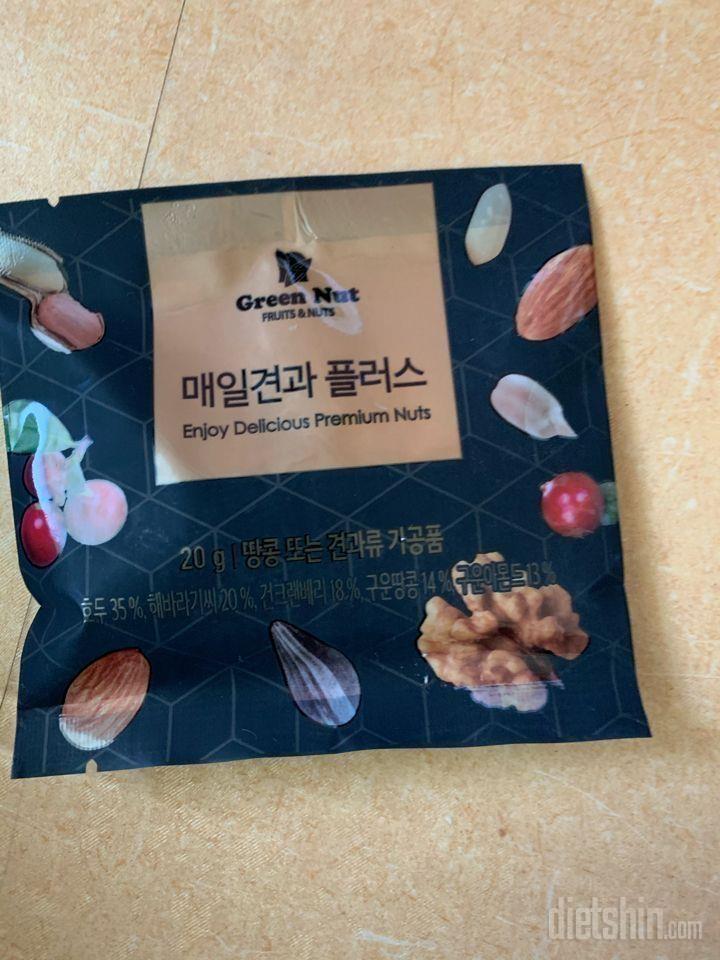 Green Nut
FRUITS & NUTS
매일견과 플러스
Enjoy Delicious Premium Nuts
20 g | 땅콩 또는 견과류 가공품
호두 35 %, 해바라기씨 20 %, 건크랜베리 18 %, 구운땅콩 14 %, 구운아몬드 13 %
dietshin.com